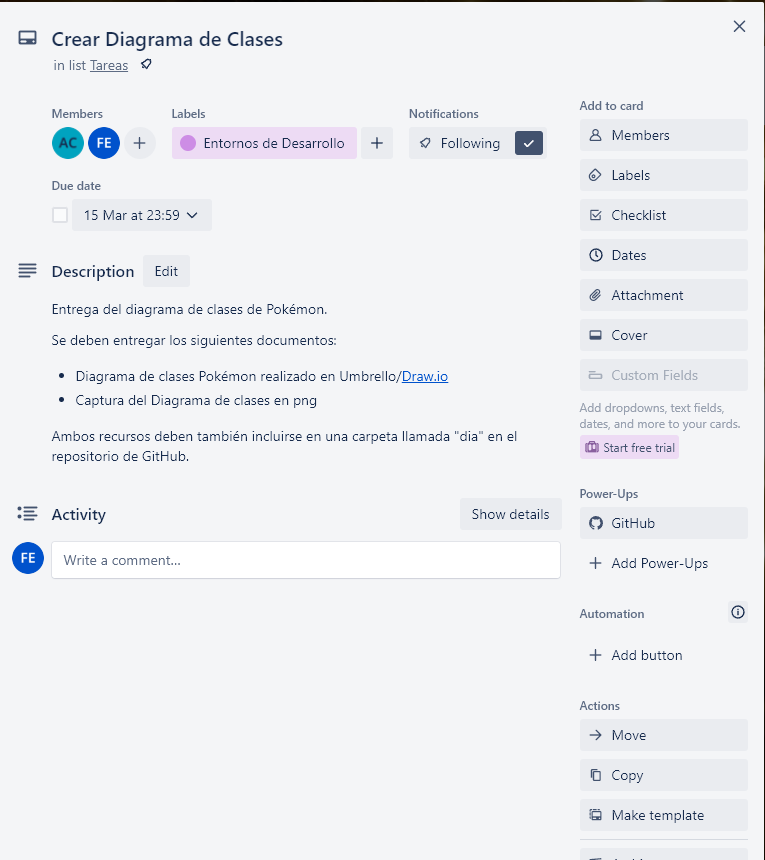 Crear Diagrama de Clases
in list Tareas
Members
AC
FE
Labels
Entornos de Desarrollo
Notifications
Following
Due date
15 Mar at 23:59
Description
Edit
Entrega del diagrama de clases de Pokémon.
Se deben entregar los siguientes documentos:
• Diagrama de clases Pokémon realizado en Umbrello/Draw.io
• Captura del Diagrama de clases en png
Ambos recursos deben también incluirse en una carpeta llamada "dia" en el
repositorio de GitHub.
Activity
Show details
FE
Write a comment...
Add to card
Members
Labels
Checklist
Dates
Attachment
Cover
Custom Fields
Add dropdowns, text fields,
dates, and more to your cards.
Start free trial
Power-Ups
GitHub
Add Power-Ups
Automation
Add button
Actions
Move
Copy
Make template